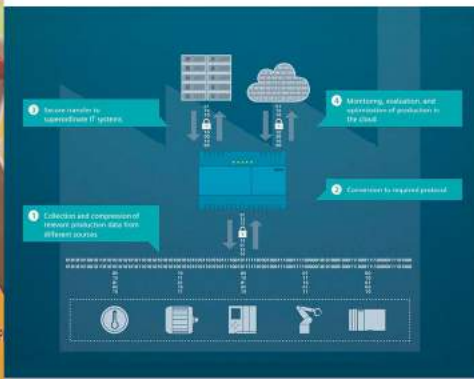 3 Secure transfer to
superordinate IT systems
4 Monitoring, evaluation, and
optimization of production in
the cloud
2 Conversion to required protocol
1 Collection and compression of
relevant production data from
different sources